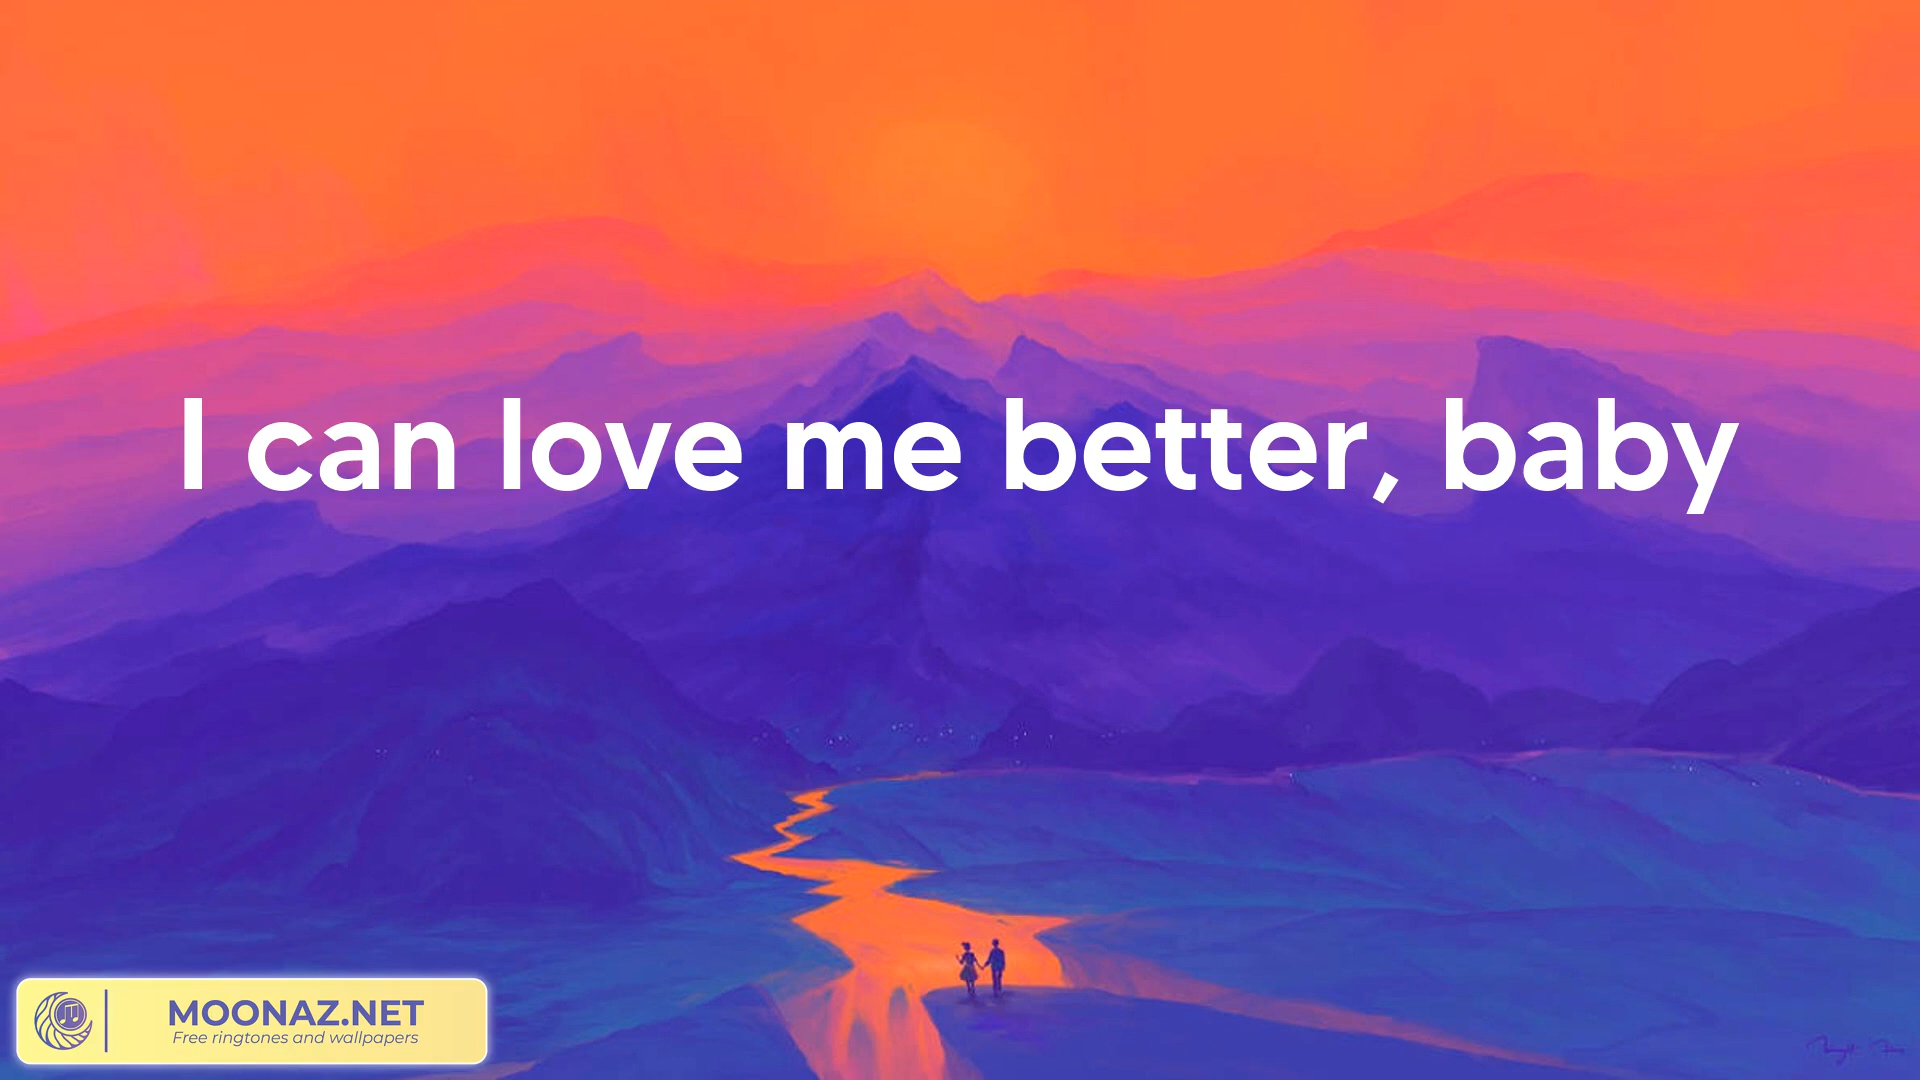 I can love me better, baby
MOONAZ.NET
Free ringtones and wallpapers